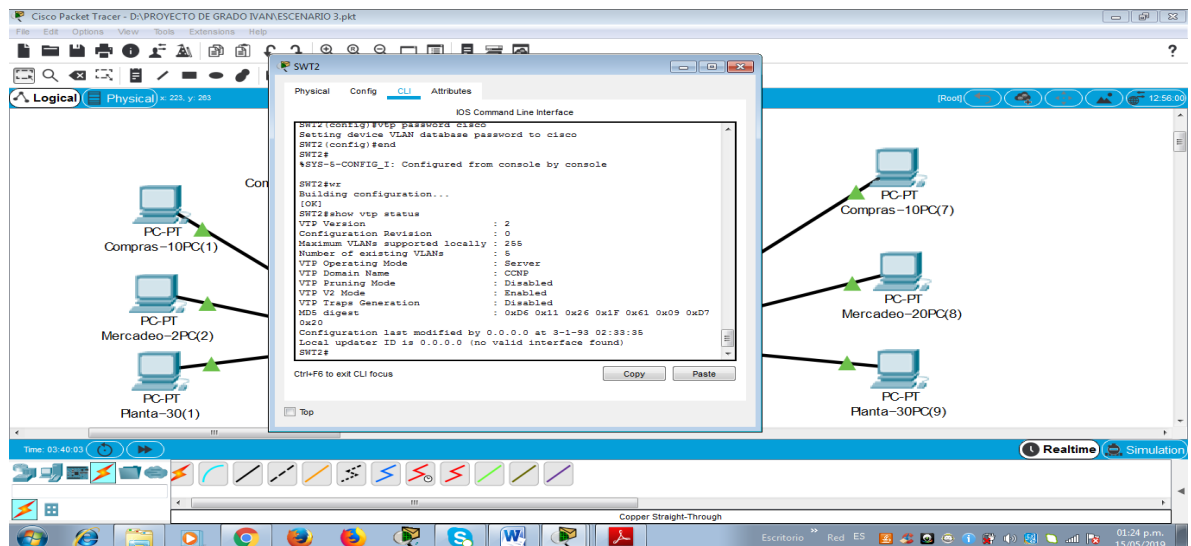 Cisco Packet Tracer - D:\PROYECTO DE GRADO IVAN\ESCENARIO 3.pkt
File Edit Options View Tools Extensions Help
?
Logical Physical x: 223, y: 263
[Root]
12:56:00
SWT2
Physical Config CLI Attributes
IOS Command Line Interface
SWT2(config)#vtp password cisco
Setting device VLAN database password to cisco
SWT2(config)#end
SWT2#
%SYS-5-CONFIG_I: Configured from console by console
SWT2#wr
Building configuration...
[OK]
SWT2#show vtp status
VTP Version : 2
Configuration Revision : 0
Maximum VLANs supported locally : 255
Number of existing VLANs : 5
VTP Operating Mode : Server
VTP Domain Name : CCNP
VTP Pruning Mode : Disabled
VTP V2 Mode : Enabled
VTP Traps Generation : Disabled
MD5 digest : 0xD6 0x11 0x26 0x1F 0x61 0x09 0xD7
0x20
Configuration last modified by 0.0.0.0 at 3-1-93 02:33:35
Local updater ID is 0.0.0.0 (no valid interface found)
SWT2#
Ctrl+F6 to exit CLI focus
Copy Paste
Top
Con
PC-PT
Compras-10PC(1)
PC-PT
Mercadeo-2PC(2)
PC-PT
Planta-30(1)
PC-PT
Compras-10PC(7)
PC-PT
Mercadeo-20PC(8)
PC-PT
Planta-30PC(9)
Time: 03:40:03
Realtime Simulation
Copper Straight-Through
Escritorio Red ES
01:24 p.m.
15/05/2019